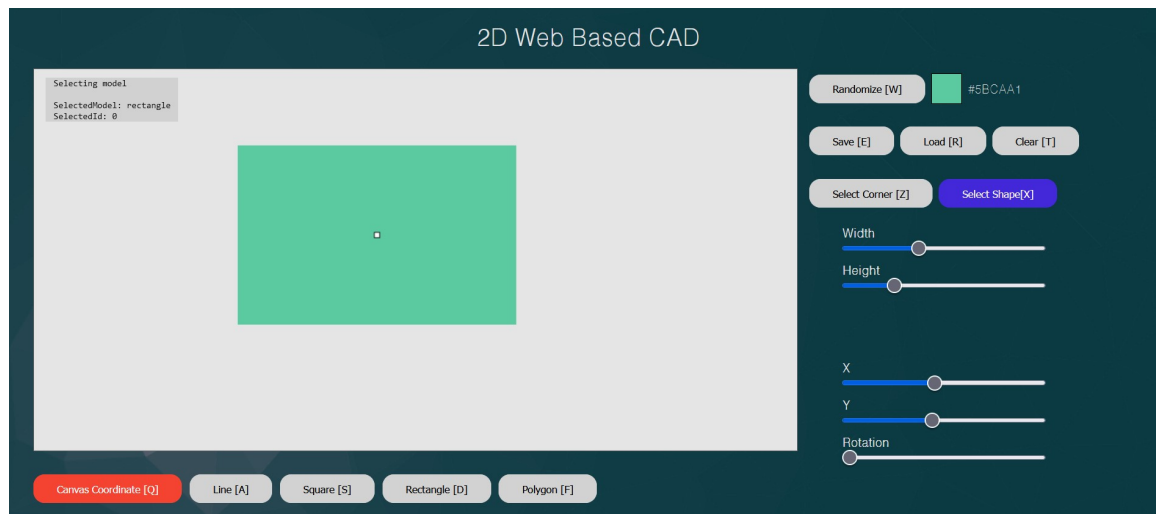 2D Web Based CAD
Selecting model
SelectedModel: rectangle
SelectedId: 0
Randomize [W]
#5BCAA1
Save [E]
Load [R]
Clear [T]
Select Corner [Z]
Select Shape[X]
Width
Height
X
Y
Rotation
Canvas Coordinate [Q]
Line [A]
Square [S]
Rectangle [D]
Polygon [F]